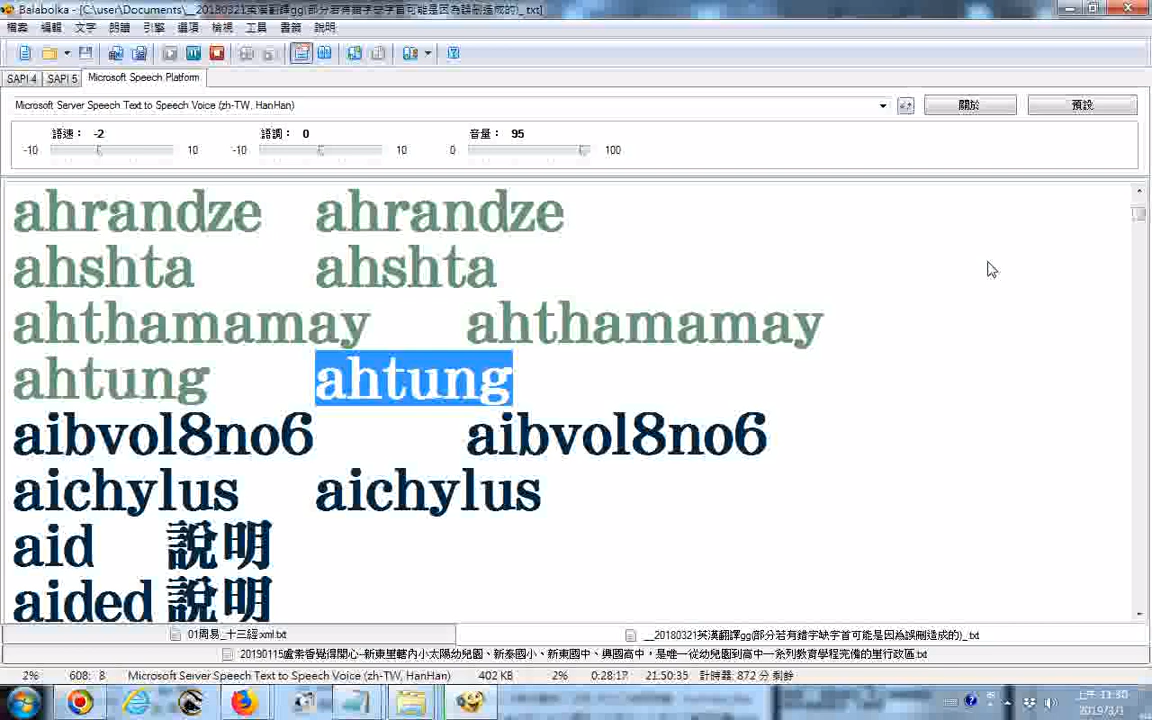 Balabolka - [C:\user\Documents\__20180321英漢翻譯gg(部分若有錯字缺字首可能是因為誤刪造成的)_.txt]
檔案 編輯 文字 朗讀 引擎 選項 檢視 工具 書籤 說明
SAPI 4 SAPI 5 Microsoft Speech Platform
Microsoft Server Speech Text to Speech Voice (zh-TW, HanHan) 關於 預設
語速： -2 語調： 0 音量： 95
-10 10 -10 10 0 100
ahrandze ahrandze
ahshta ahshta
ahthamamay ahthamamay
ahtung ahtung
aibvol8no6 aibvol8no6
aichylus aichylus
aid 說明
aided 說明
01周易_十三經.xml.txt __20180321英漢翻譯gg(部分若有錯字缺字首可能是因為誤刪造成的)_.txt
20190115盧素香覺得開心-新東里轄內小太陽幼兒園、新泰國小、新東國中、興國高中，是唯一從幼兒園到高中一系列教育學程完備的里行政區.txt
2% 608: 8 Microsoft Server Speech Text to Speech Voice (zh-TW, HanHan) 402 KB 2% 0:28:17 21:50:35 計時器: 872 分 剩餘
上午 11:30
2019/3/1